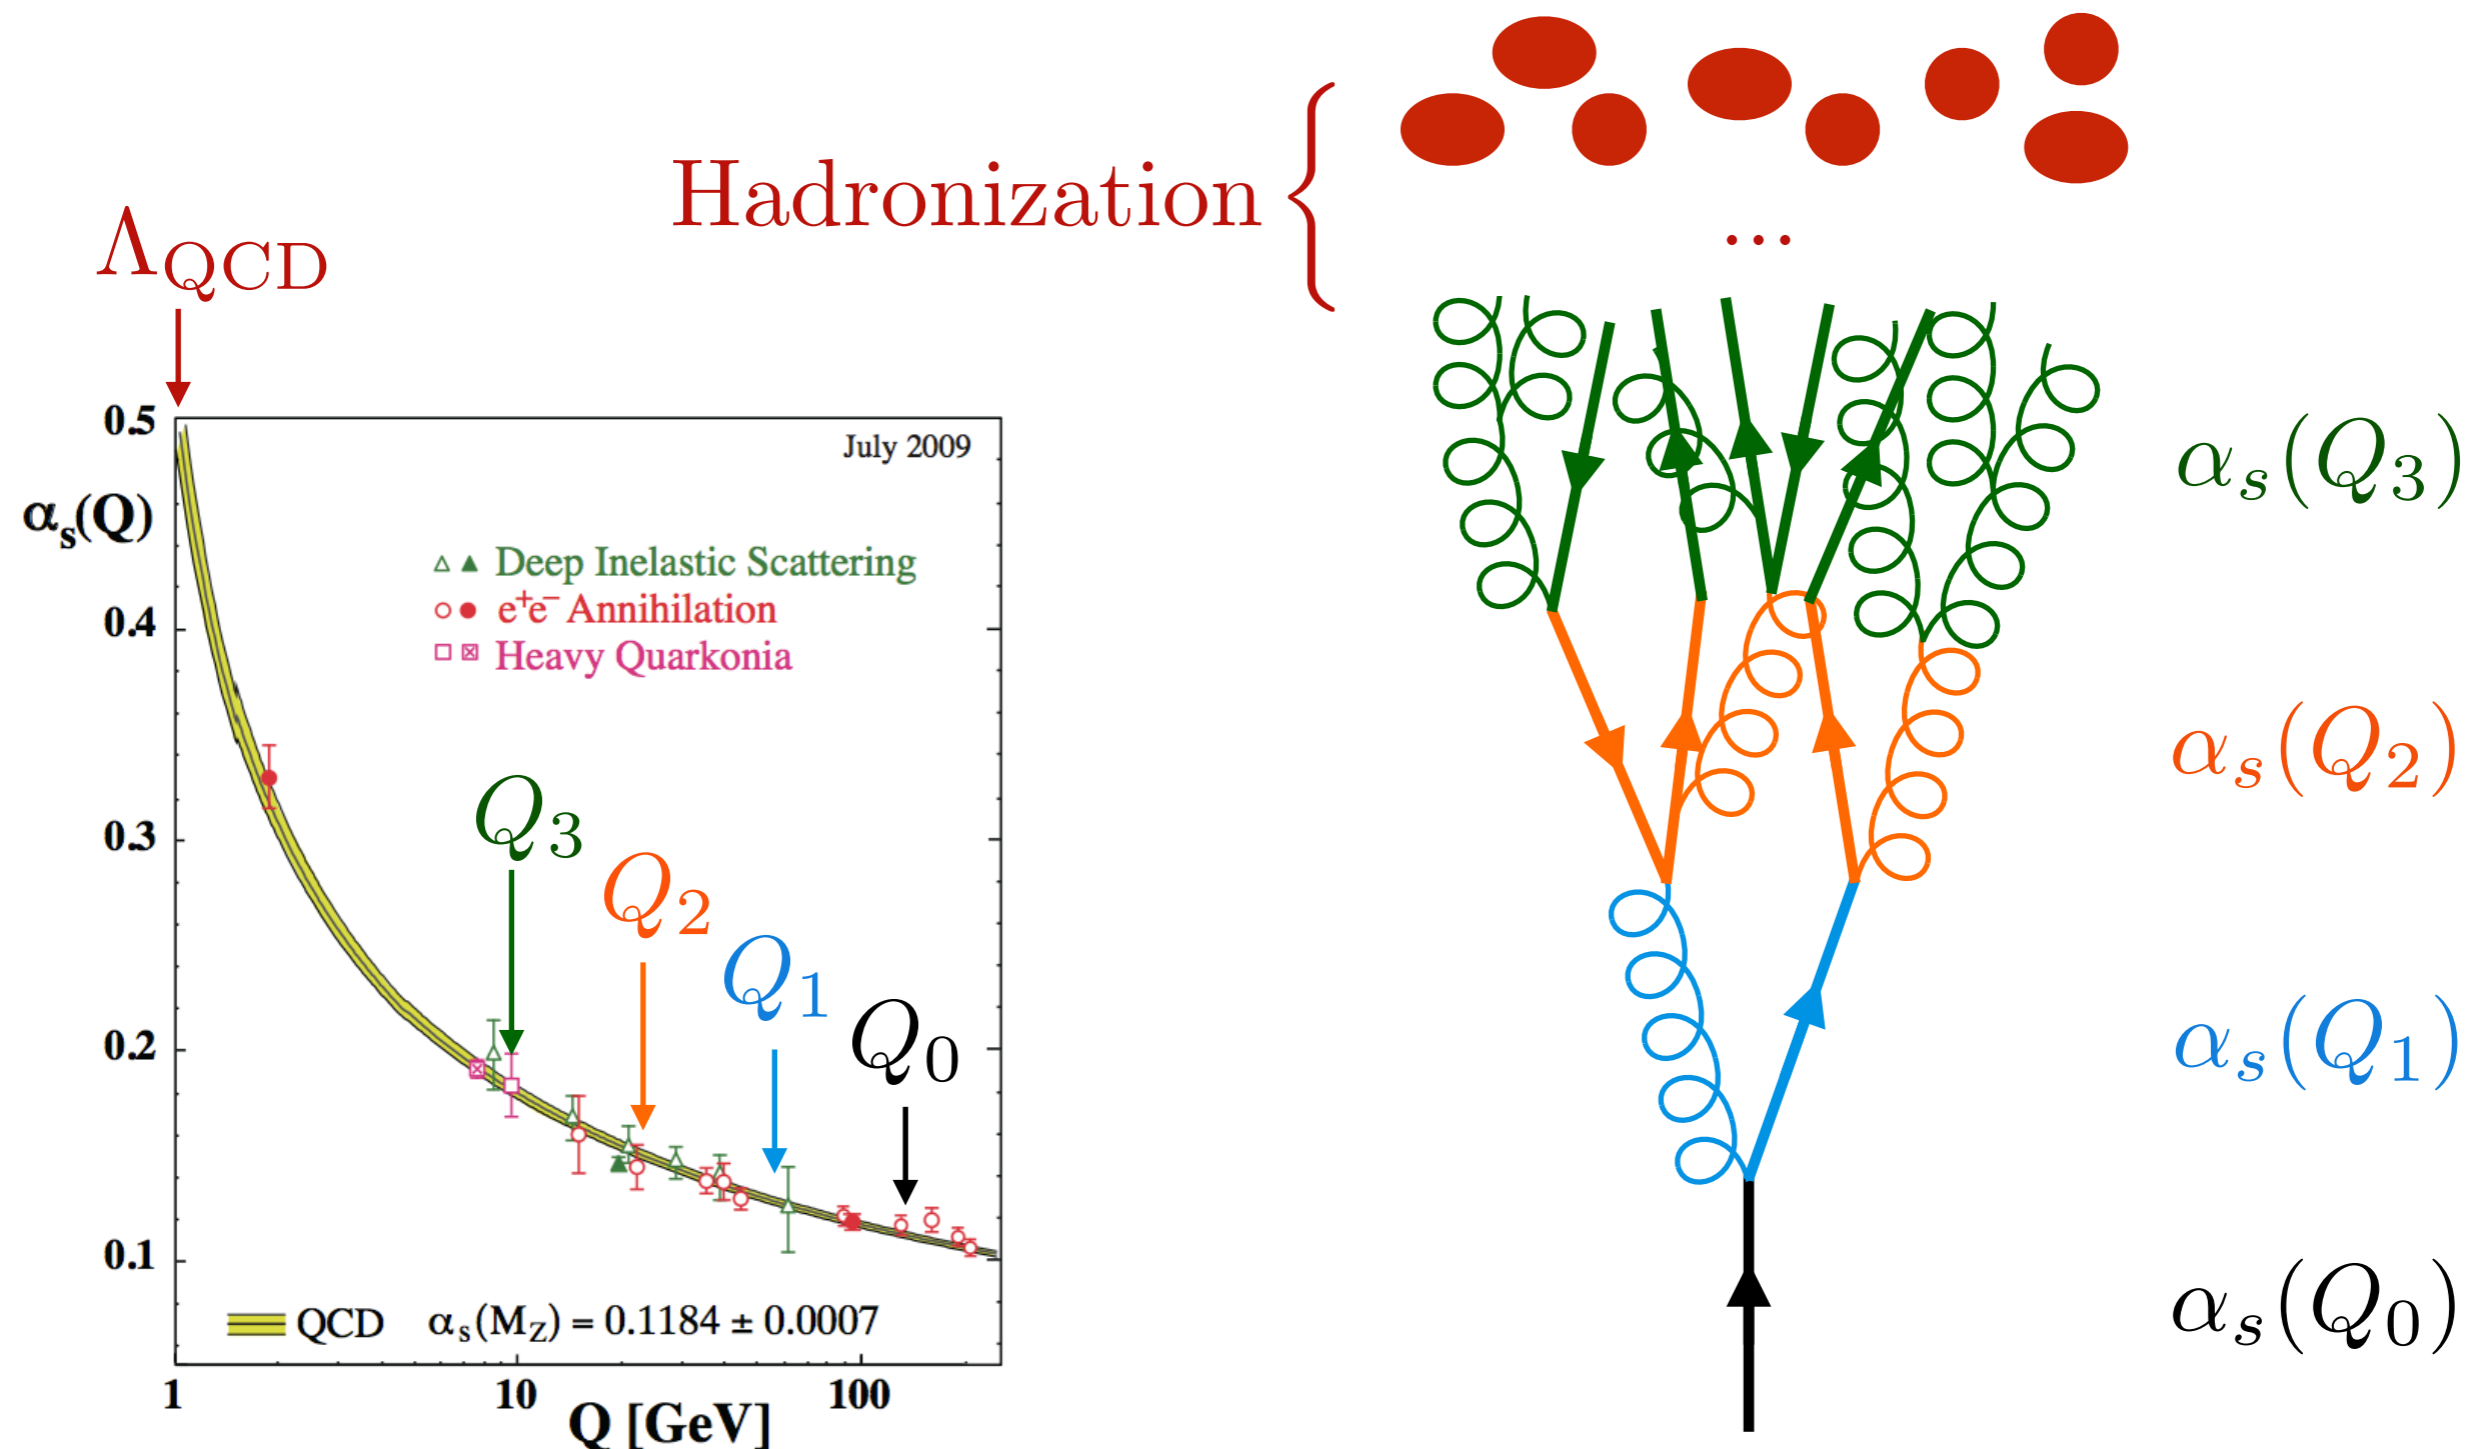 Hadronization
Λ_QCD
...
0.5
July 2009
α_s(Q)
α_s(Q_3)
△ ▲ Deep Inelastic Scattering
○ ● e⁺e⁻ Annihilation
0.4
□ ⊠ Heavy Quarkonia
α_s(Q_2)
Q_3
0.3
Q_2
Q_1
α_s(Q_1)
Q_0
0.2
0.1
α_s(Q_0)
QCD α_s(M_Z) = 0.1184 ± 0.0007
1 10 100
Q [GeV]